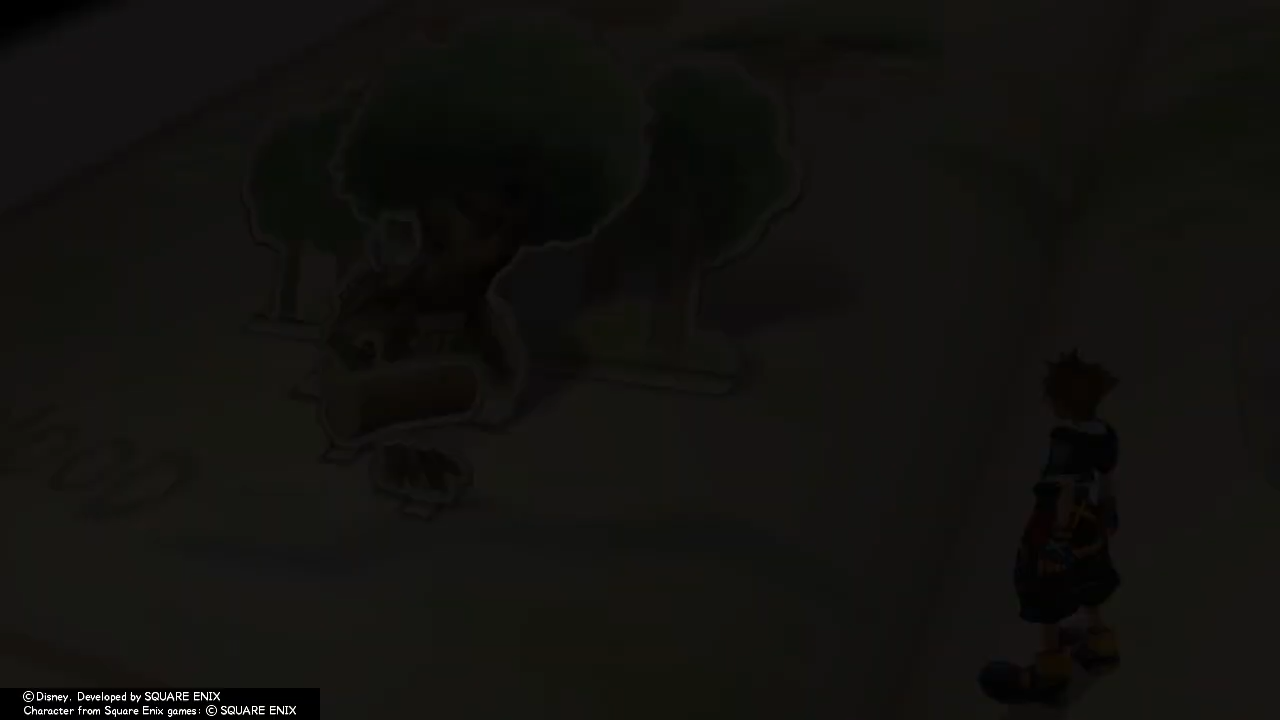 ©Disney. Developed by SQUARE ENIX
Character from Square Enix games: © SQUARE ENIX